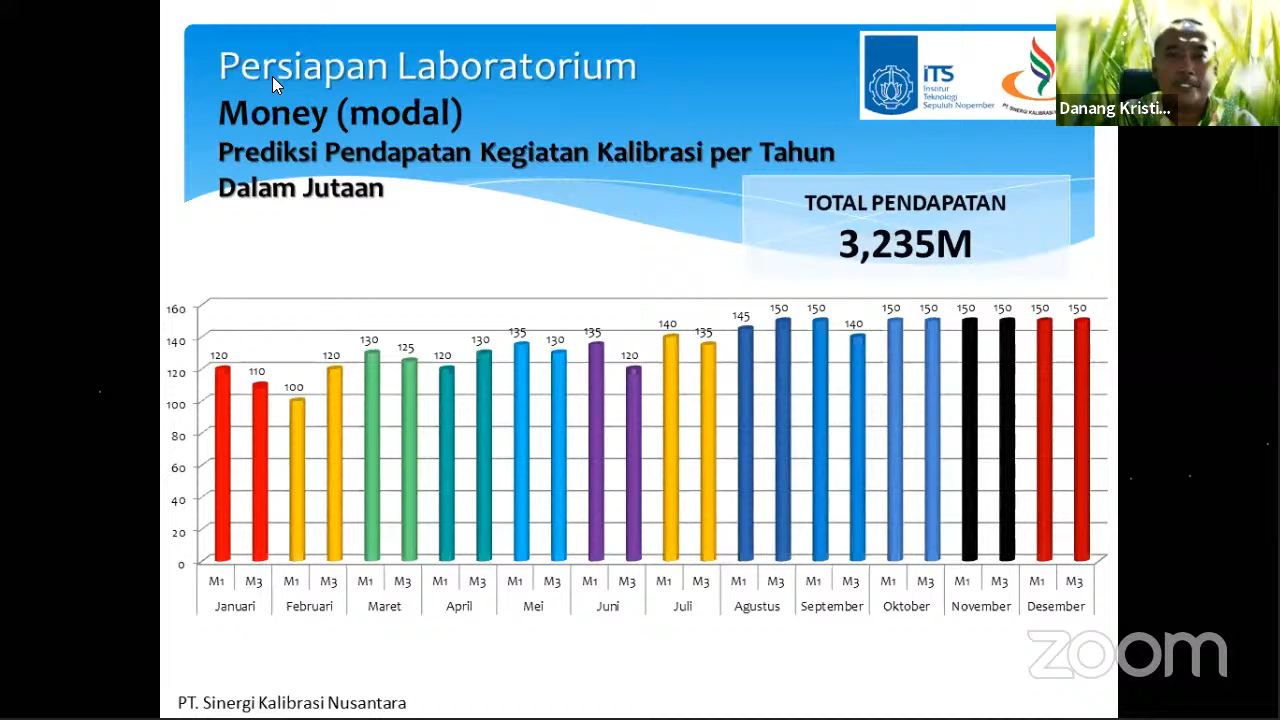 Persiapan Laboratorium
Money (modal)
Prediksi Pendapatan Kegiatan Kalibrasi per Tahun
Dalam Jutaan
iTS
Institut
Teknologi
Sepuluh Nopember
PT. SINERGI KALIBRASI
Danang Kristi...
TOTAL PENDAPATAN
3,235M
160
140
120
100
80
60
40
20
0
120 110 100 120 130 125 120 130 135 130 135 120 140 135 145 150 150 140 150 150 150 150 150 150
M1 M3 M1 M3 M1 M3 M1 M3 M1 M3 M1 M3 M1 M3 M1 M3 M1 M3 M1 M3 M1 M3 M1 M3
Januari Februari Maret April Mei Juni Juli Agustus September Oktober November Desember
zoom
PT. Sinergi Kalibrasi Nusantara